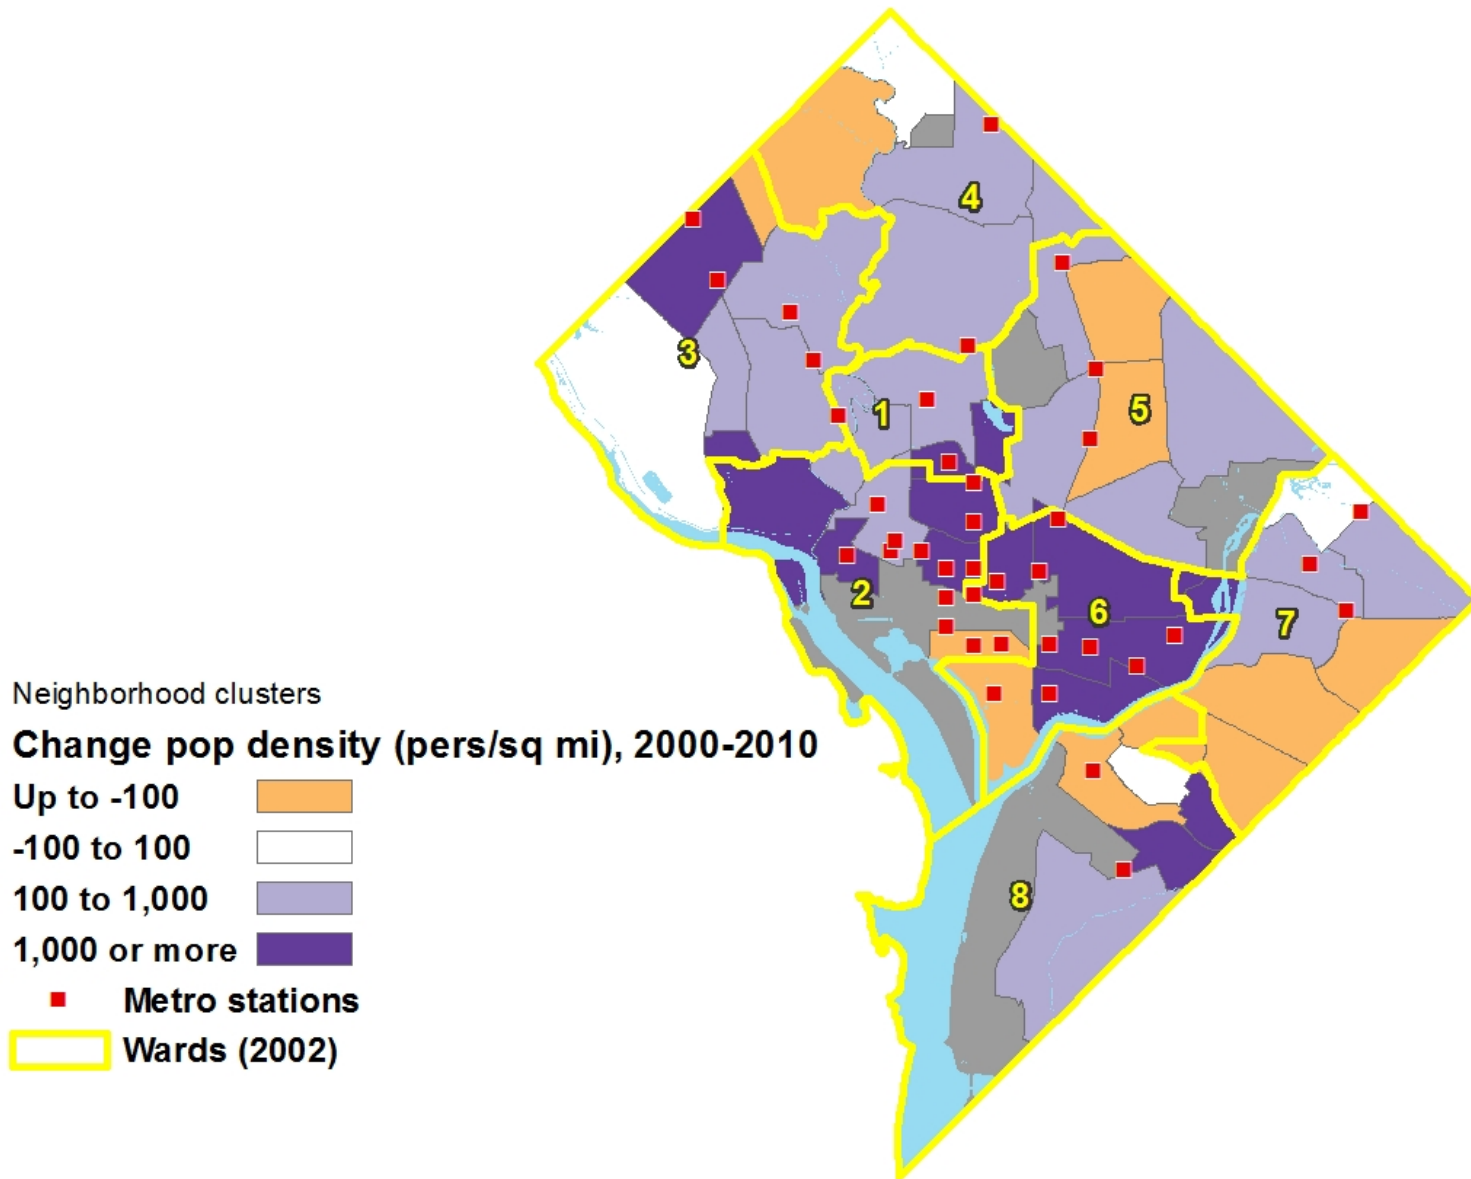 4
3
1
5
2
6
7
Neighborhood clusters
Change pop density (pers/sq mi), 2000-2010
Up to -100
-100 to 100
100 to 1,000
8
1,000 or more
Metro stations
Wards (2002)